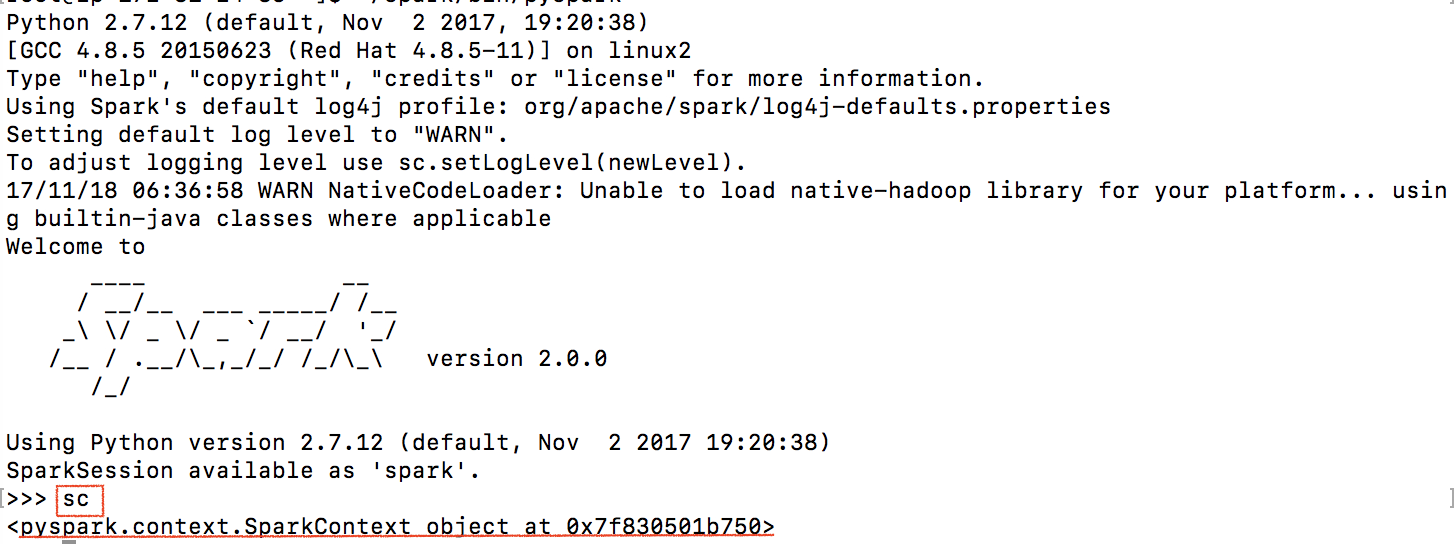 Python 2.7.12 (default, Nov  2 2017, 19:20:38)
[GCC 4.8.5 20150623 (Red Hat 4.8.5-11)] on linux2
Type "help", "copyright", "credits" or "license" for more information.
Using Spark's default log4j profile: org/apache/spark/log4j-defaults.properties
Setting default log level to "WARN".
To adjust logging level use sc.setLogLevel(newLevel).
17/11/18 06:36:58 WARN NativeCodeLoader: Unable to load native-hadoop library for your platform... usin
g builtin-java classes where applicable
Welcome to
      ____              __
     / __/__  ___ _____/ /__
    _\ \/ _ \/ _ `/ __/  '_/
   /__ / .__/\_,_/_/ /_/\_\   version 2.0.0
      /_/
Using Python version 2.7.12 (default, Nov  2 2017 19:20:38)
SparkSession available as 'spark'.
[>>> sc ]
<pyspark.context.SparkContext object at 0x7f830501b750>